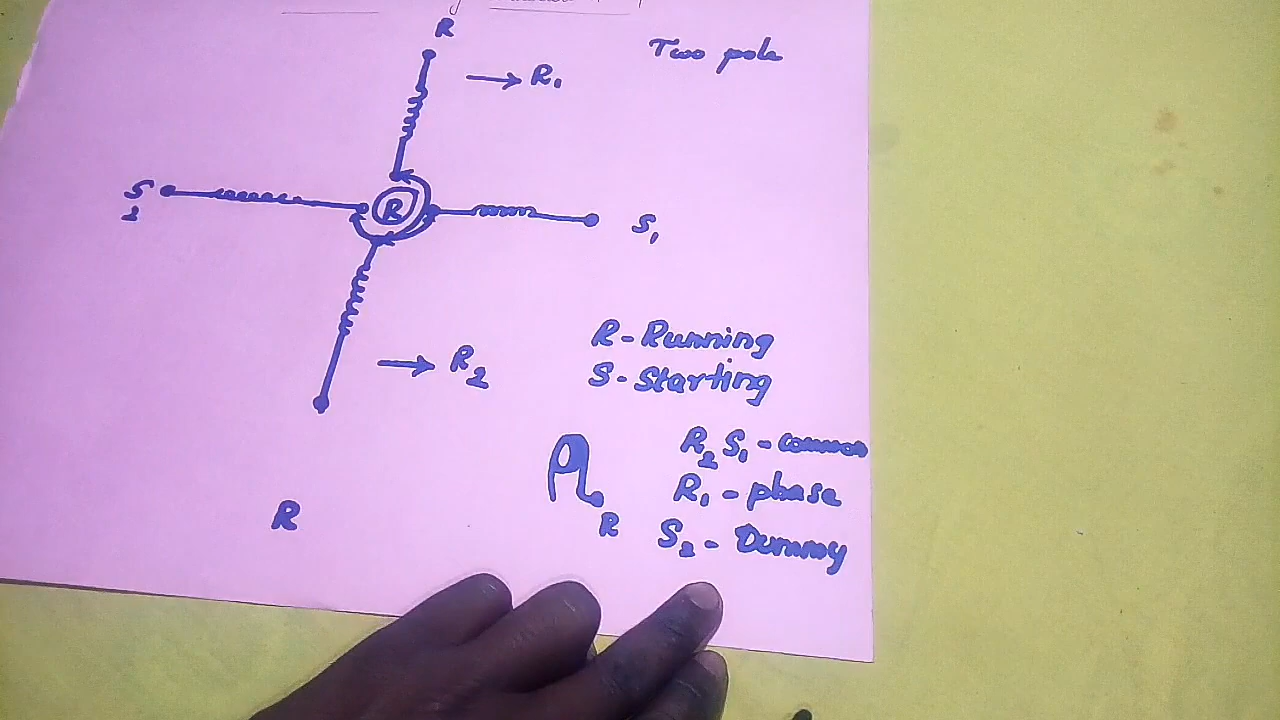 R
Two pole
R1
S2
R
S1
R2
R - Running
S - Starting
R2 S1 - common
R1 - phase
S2 - Dummy
R
R